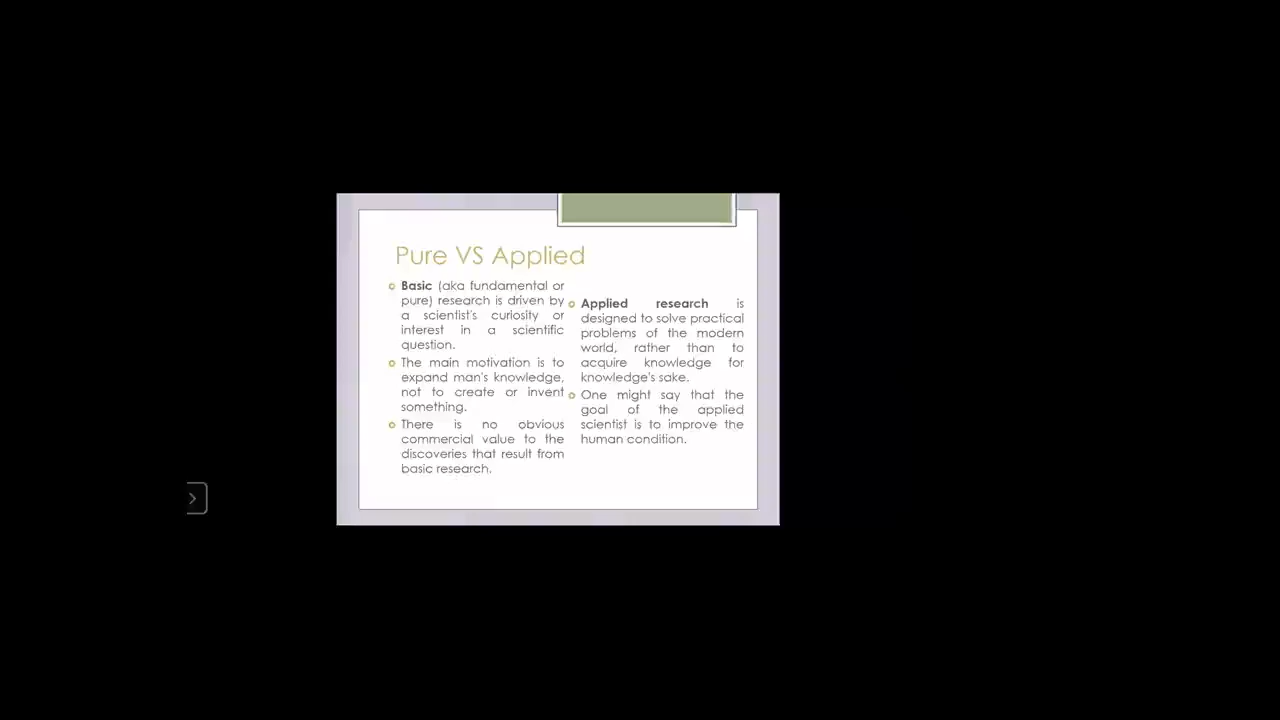 Pure VS Applied
Basic (aka fundamental or
pure) research is driven by
a scientist's curiosity or
interest in a scientific
question.
The main motivation is to
expand man's knowledge,
not to create or invent
something.
There is no obvious
commercial value to the
discoveries that result from
basic research.
Applied research is
designed to solve practical
problems of the modern
world, rather than to
acquire knowledge for
knowledge's sake.
One might say that the
goal of the applied
scientist is to improve the
human condition.